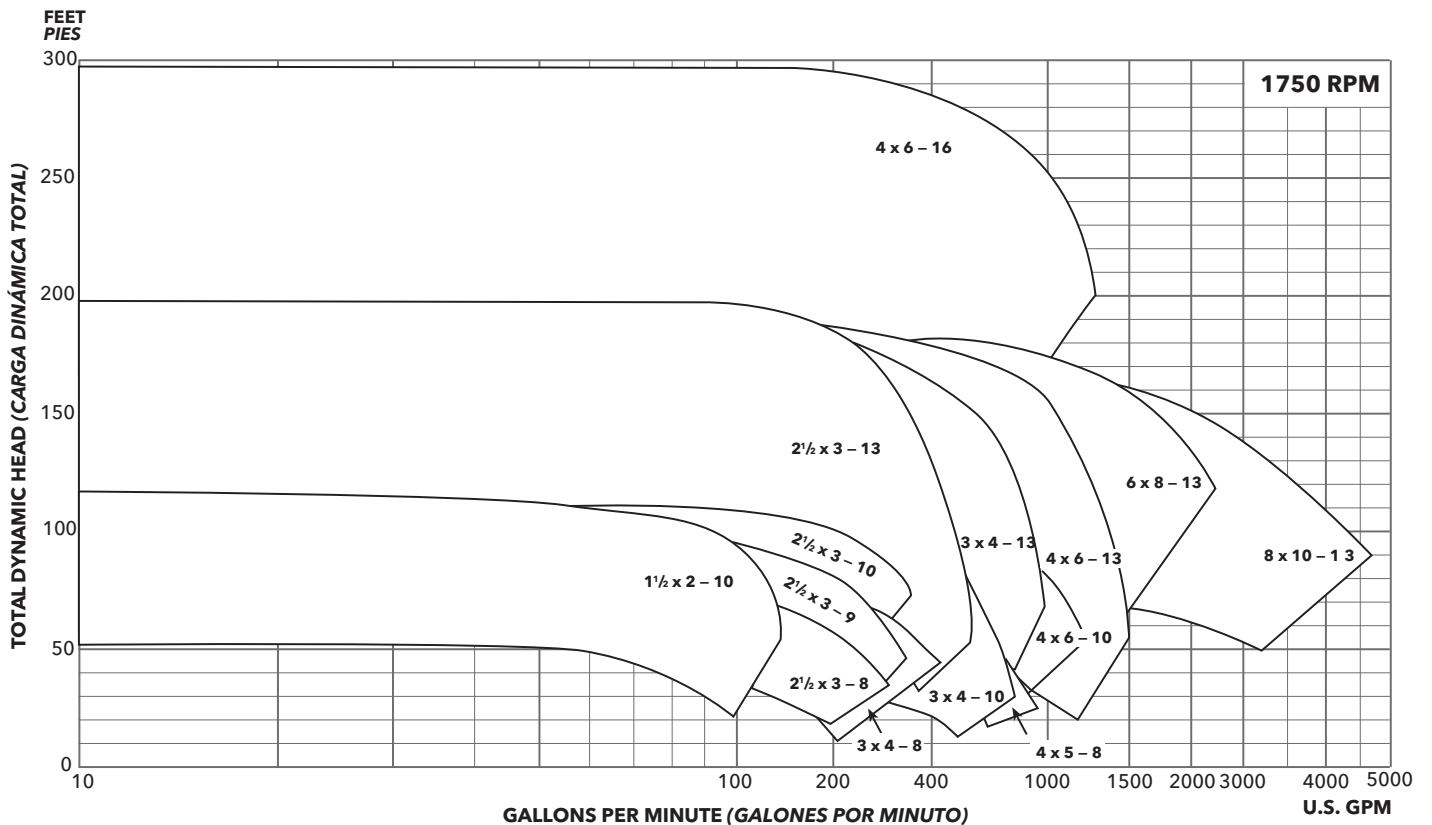 FEET
PIES
300
1750 RPM
4 x 6 – 16
250
200
150
2½ x 3 – 13
6 x 8 – 13
100
2½ x 3 – 10
3 x 4 – 13
4 x 6 – 13
8 x 10 – 1 3
1½ x 2 – 10
2½ x 3 – 9
50
4 x 6 – 10
2½ x 3 – 8
3 x 4 – 10
3 x 4 – 8
4 x 5 – 8
0
10 100 200 400 1000 1500 2000 3000 4000 5000
TOTAL DYNAMIC HEAD (CARGA DINÁMICA TOTAL)
GALLONS PER MINUTE (GALONES POR MINUTO)
U.S. GPM